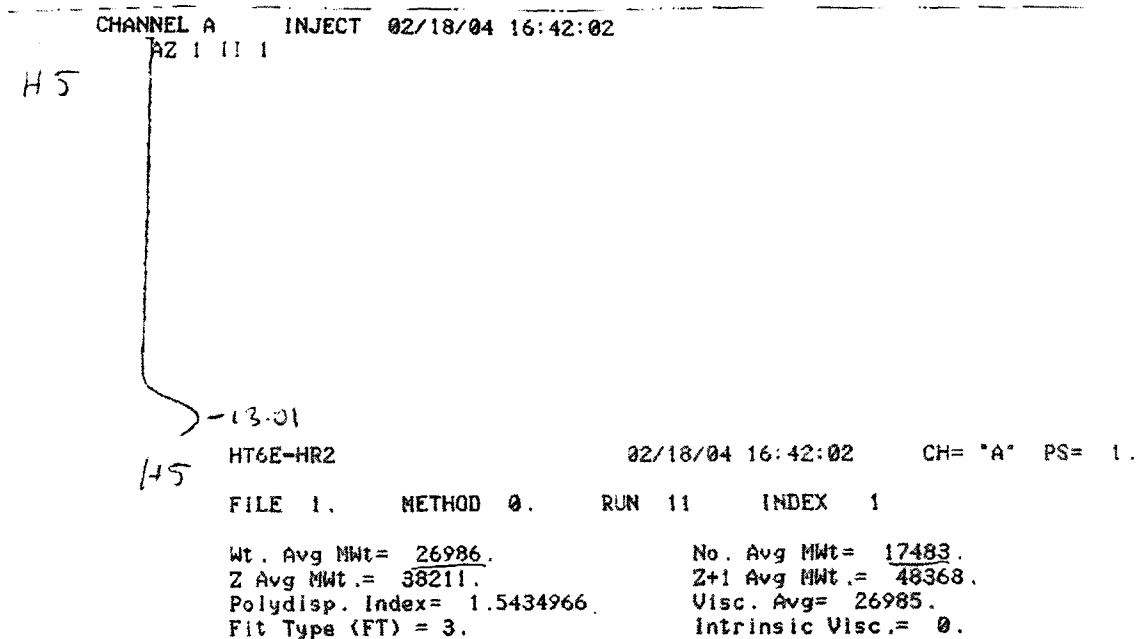 CHANNEL A INJECT 02/18/04 16:42:02
AZ 1 II 1
H5
-13.01
H5
HT6E-HR2 02/18/04 16:42:02 CH= "A" PS= 1.
FILE 1. METHOD 0. RUN 11 INDEX 1
Wt. Avg MWt= 26986. No. Avg MWt= 17483.
Z Avg MWt.= 38211. Z+1 Avg MWt.= 48368.
Polydisp. Index= 1.5434966. Visc. Avg= 26985.
Fit Type (FT) = 3. Intrinsic Visc.= 0.